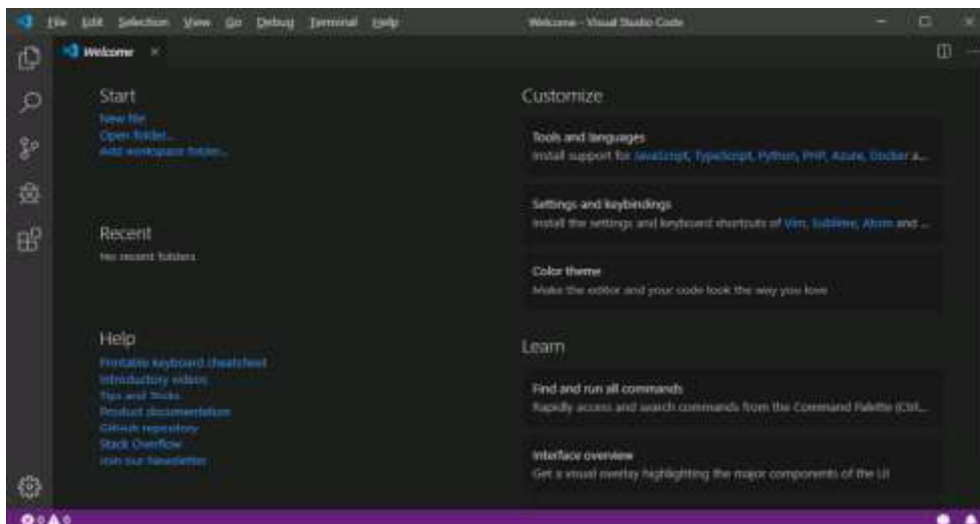 File Edit Selection View Go Debug Terminal Help
Welcome - Visual Studio Code
Welcome
Start
New file
Open folder...
Add workspace folder...
Recent
No recent folders
Help
Printable keyboard cheatsheet
Introductory videos
Tips and Tricks
Product documentation
GitHub repository
Stack Overflow
Join our Newsletter
Customize
Tools and languages
Install support for JavaScript, TypeScript, Python, PHP, Azure, Docker a...
Settings and keybindings
Install the settings and keyboard shortcuts of Vim, Sublime, Atom and ...
Color theme
Make the editor and your code look the way you love
Learn
Find and run all commands
Rapidly access and search commands from the Command Palette (Ctrl...
Interface overview
Get a visual overlay highlighting the major components of the UI
0 0